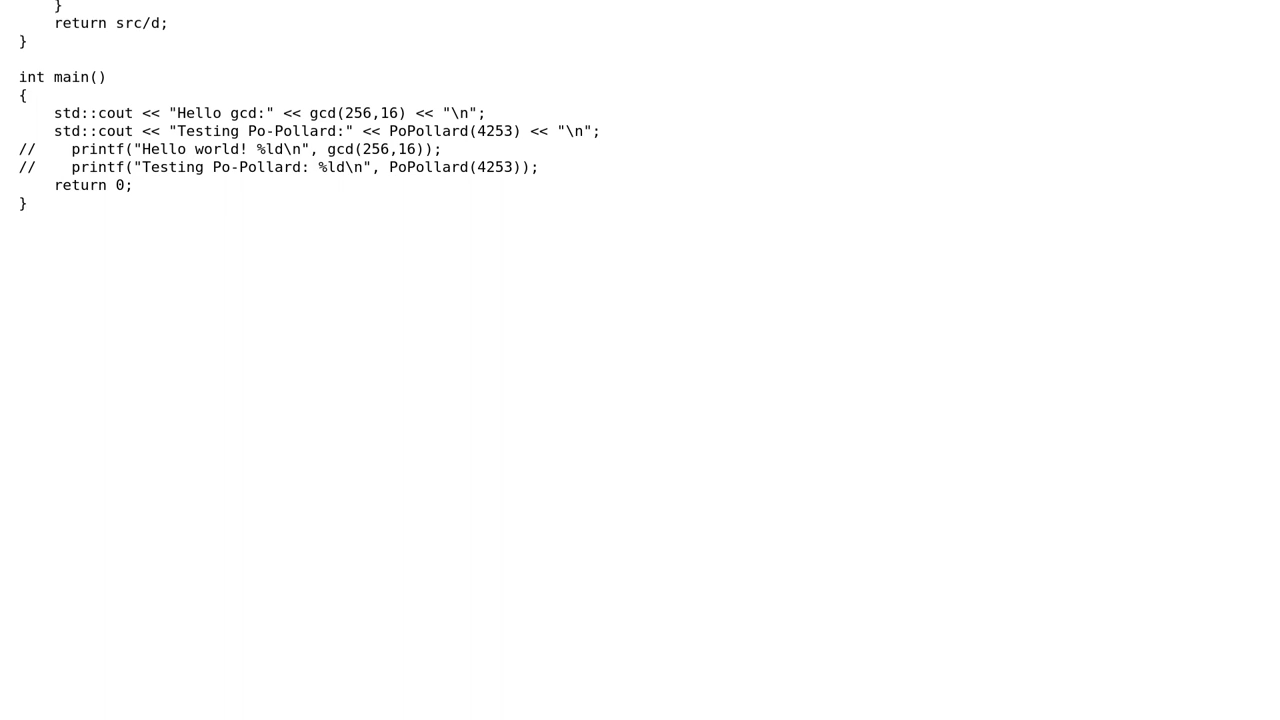 }
    return src/d;
}

int main()
{
    std::cout << "Hello gcd:" << gcd(256,16) << "\n";
    std::cout << "Testing Po-Pollard:" << PoPollard(4253) << "\n";
//    printf("Hello world! %ld\n", gcd(256,16));
//    printf("Testing Po-Pollard: %ld\n", PoPollard(4253));
    return 0;
}